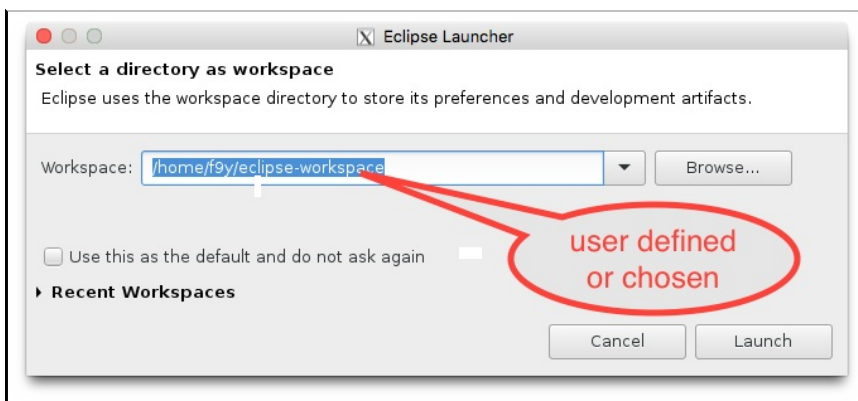 Eclipse Launcher
Select a directory as workspace
Eclipse uses the workspace directory to store its preferences and development artifacts.
Workspace: /home/f9y/eclipse-workspace Browse...
user defined
or chosen
Use this as the default and do not ask again
Recent Workspaces
Cancel Launch